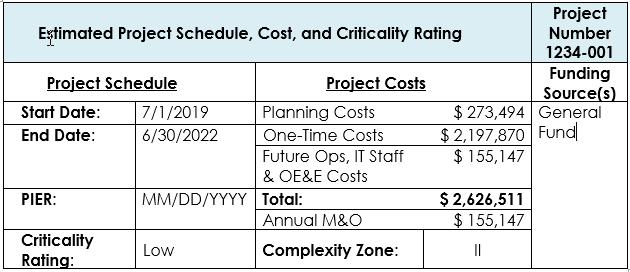 Estimated Project Schedule, Cost, and Criticality Rating
Project
Number
1234-001
Project Schedule
Project Costs
Funding
Source(s)
Start Date: 7/1/2019 Planning Costs $ 273,494 General
End Date: 6/30/2022 One-Time Costs $ 2,197,870 Fund
Future Ops, IT Staff $ 155,147
& OE&E Costs
PIER: MM/DD/YYYY Total: $ 2,626,511
Annual M&O $ 155,147
Criticality
Rating: Low Complexity Zone: II